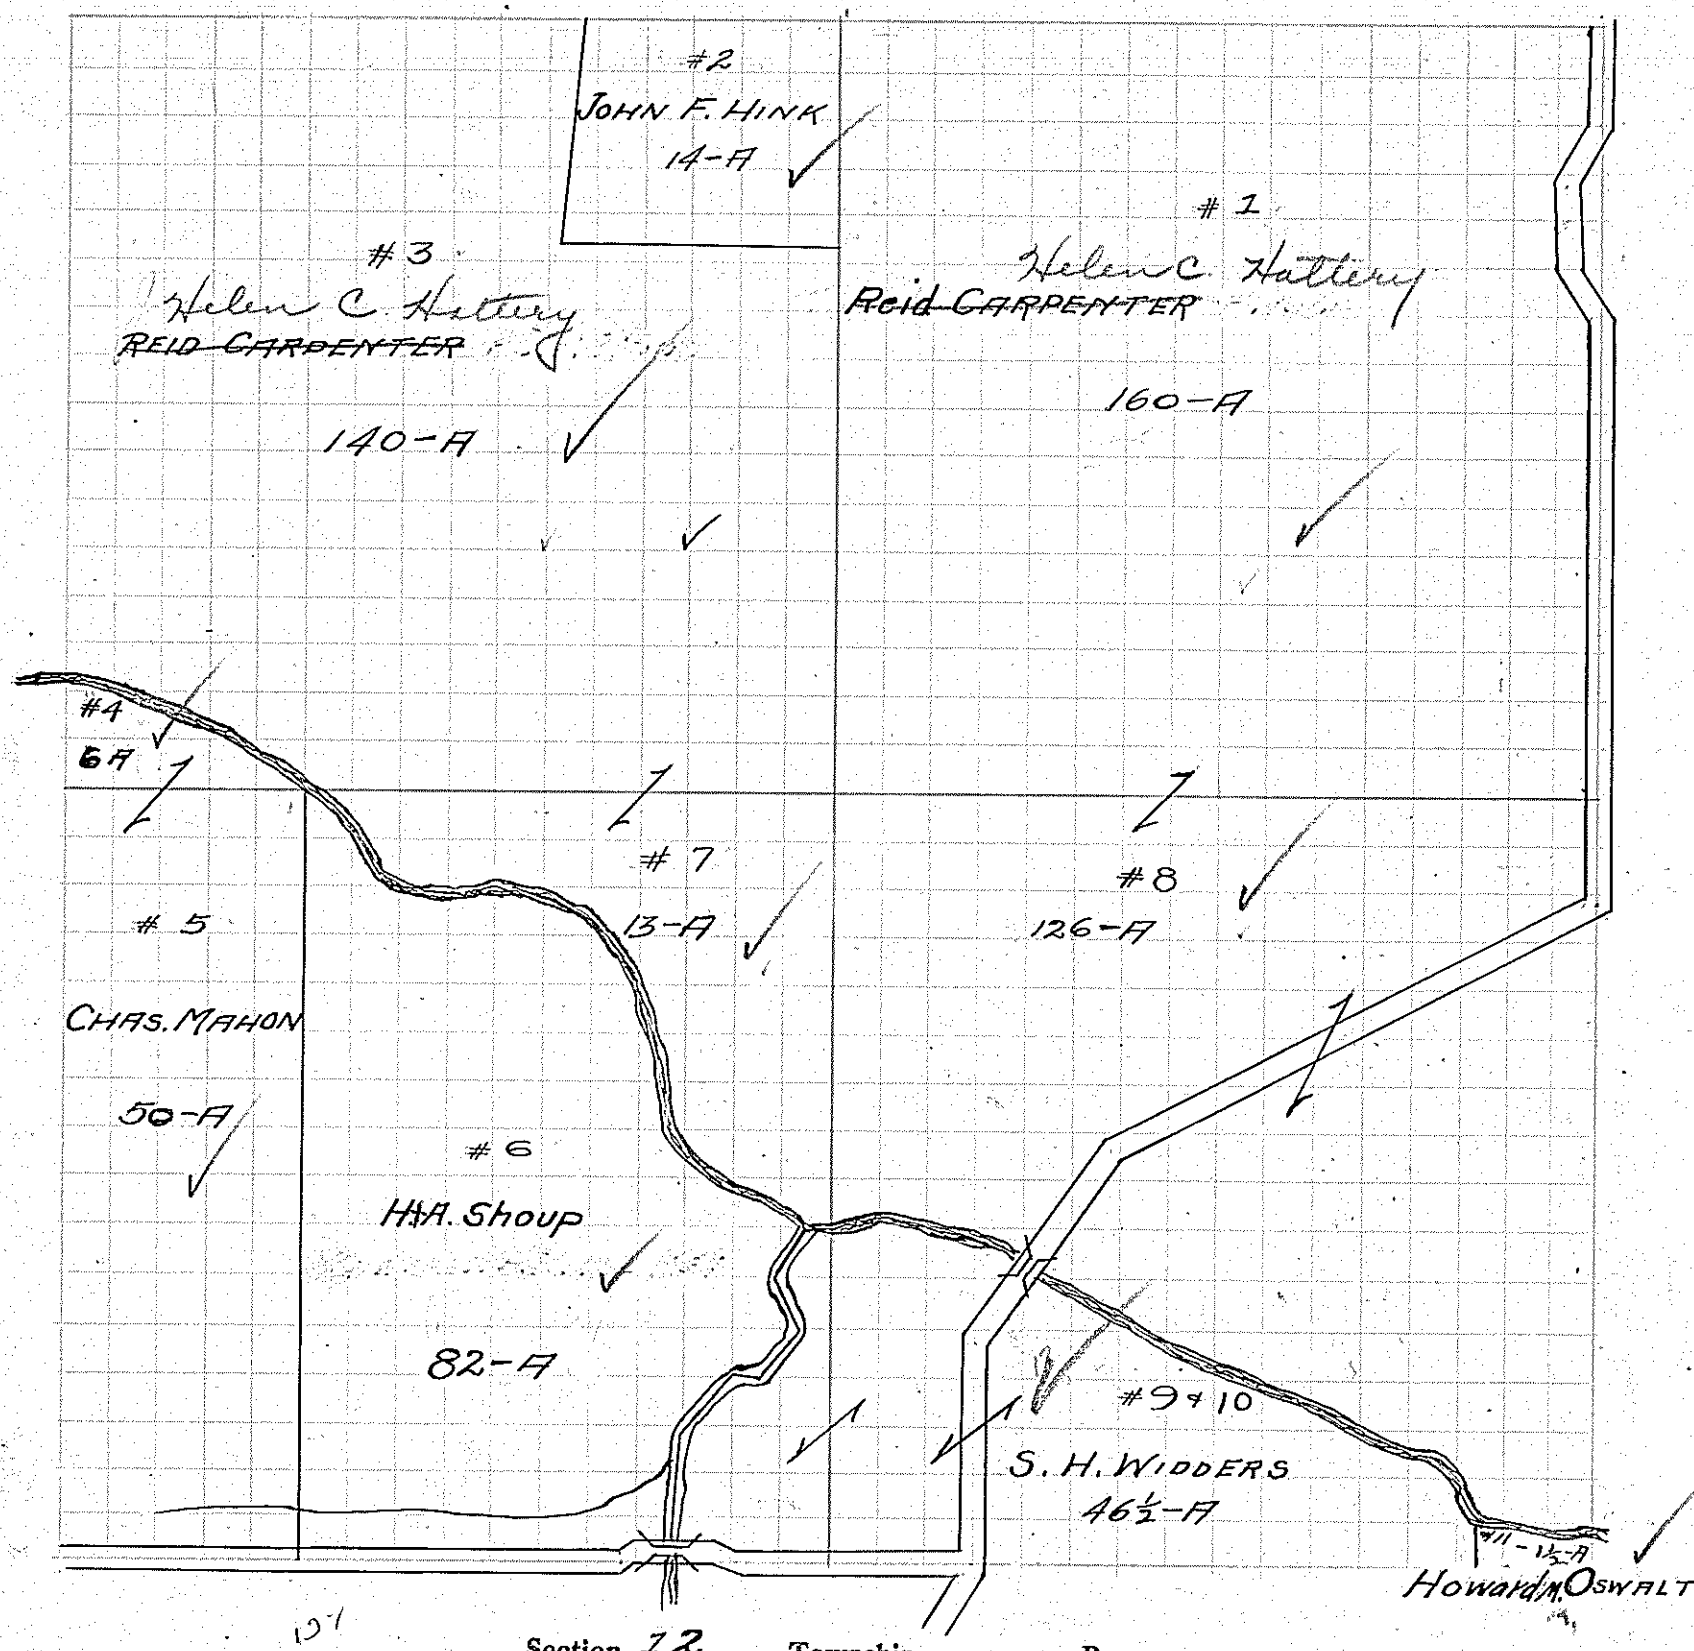 #2
JOHN F. HINK
14-A
#1
Helen C. Hattery
Reid CARPENTER
160-A
#3
Helen C Hattery
REID CARPENTER
140-A
#4
6A
#7
13-A
#8
126-A
#5
CHAS. MAHON
50-A
#6
H.A. Shoup
82-A
#9 & 10
S. H. WIDDERS
46½-A
#11-1½-A
Howard M. OSWALT
Section 12
Township